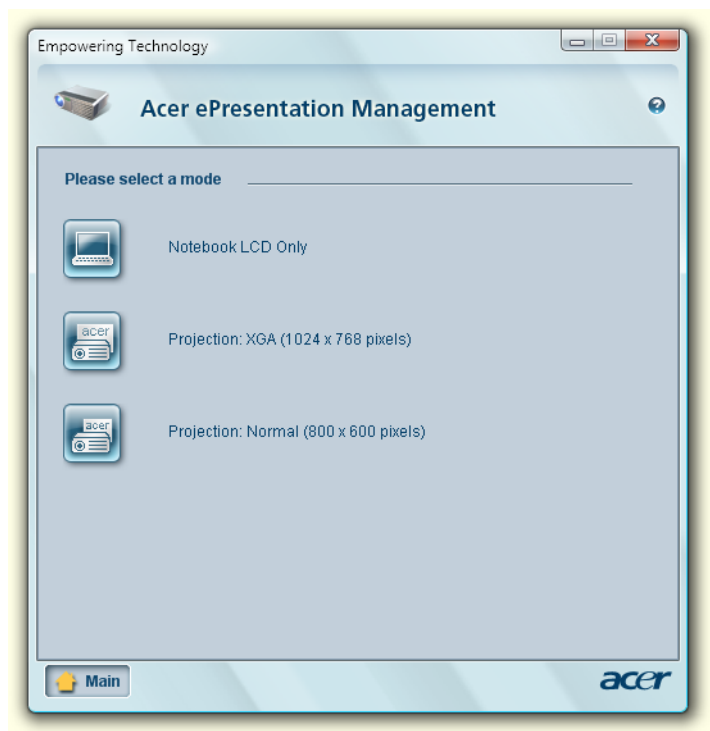 Empowering Technology
Acer ePresentation Management
Please select a mode
Notebook LCD Only
acer
Projection: XGA (1024 x 768 pixels)
acer
Projection: Normal (800 x 600 pixels)
Main
acer